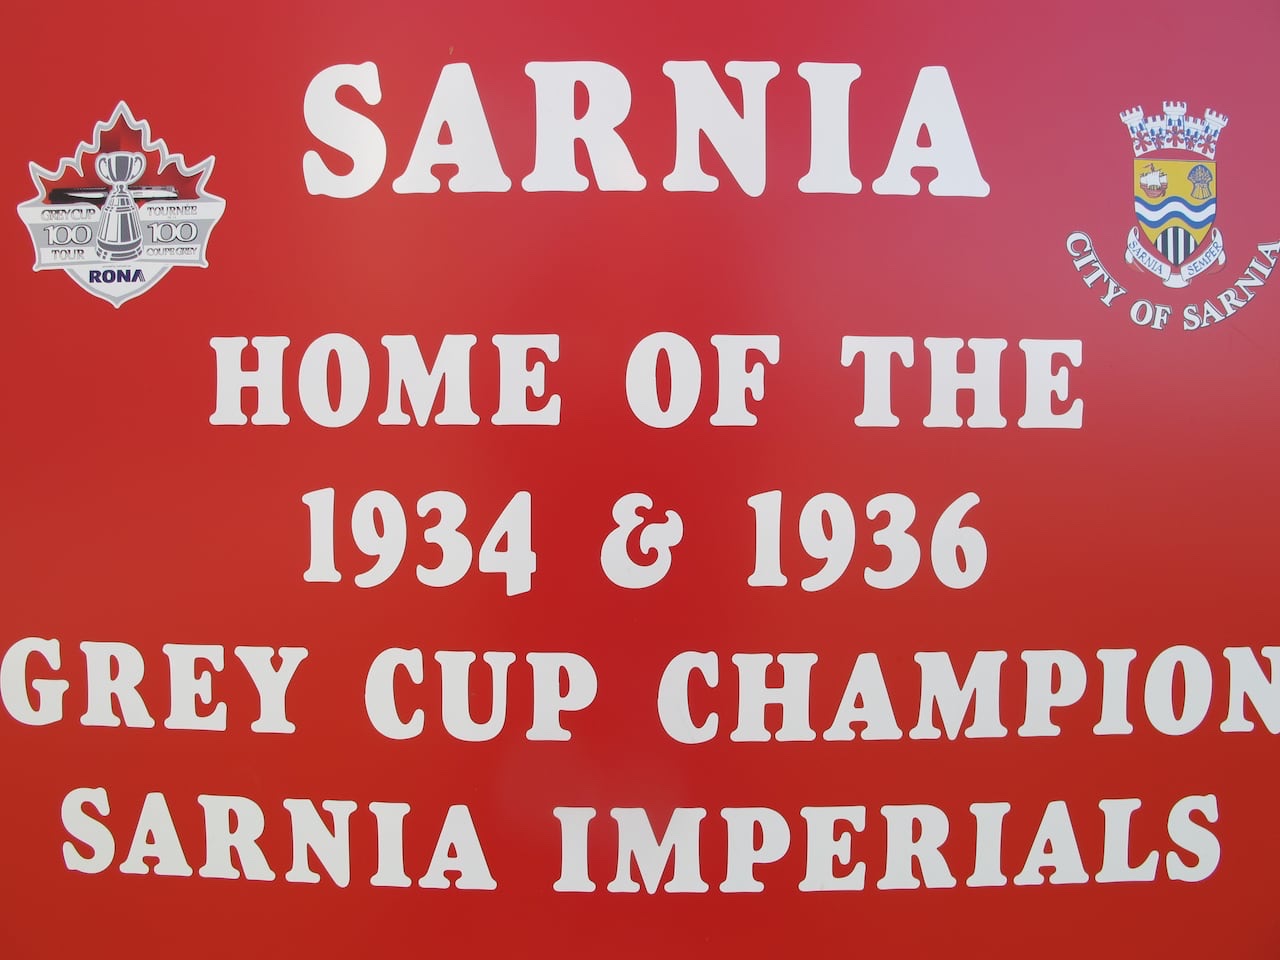 SARNIA
GREY CUP
100
TOUR
TOURNÉE
100
COUPE GREY
RONA
SARNIA SEMPER
CITY OF SARNIA
HOME OF THE
1934 & 1936
GREY CUP CHAMPION
SARNIA IMPERIALS